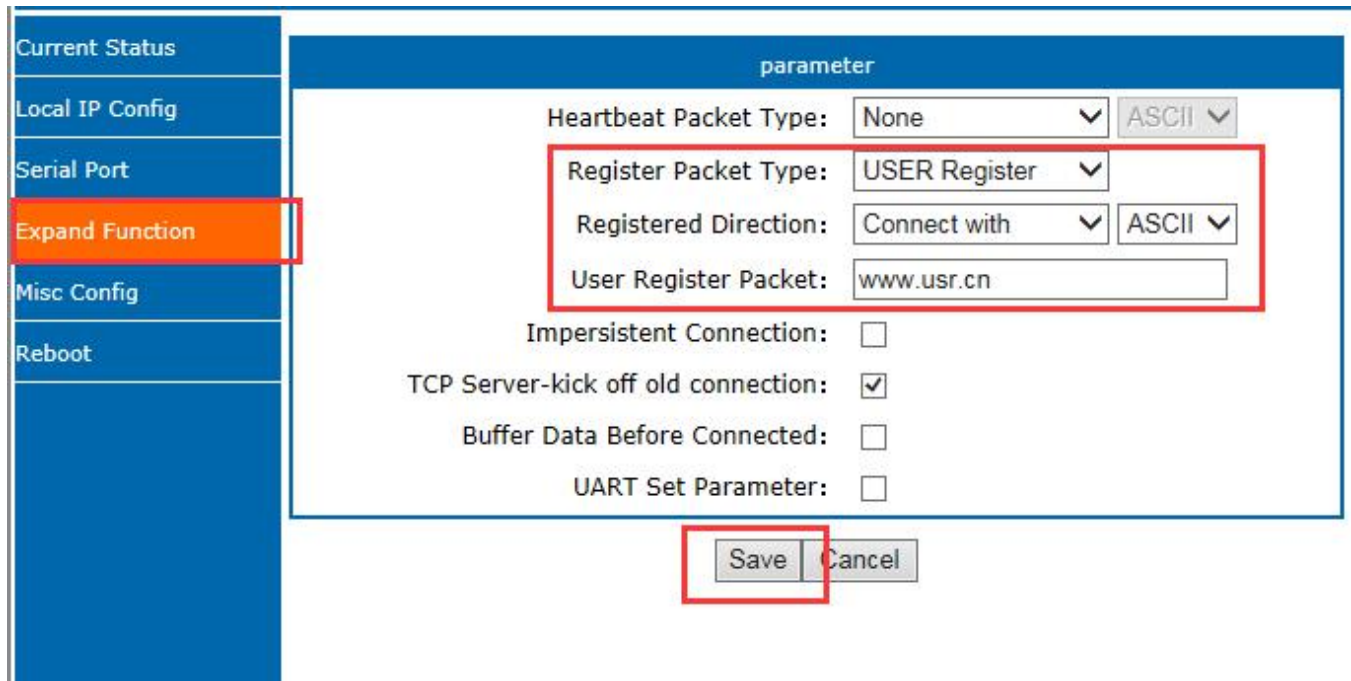 Current Status
Local IP Config
Serial Port
Expand Function
Misc Config
Reboot
parameter
Heartbeat Packet Type: None ASCII
Register Packet Type: USER Register
Registered Direction: Connect with ASCII
User Register Packet: www.usr.cn
Impersistent Connection:
TCP Server-kick off old connection:
Buffer Data Before Connected:
UART Set Parameter:
Save Cancel